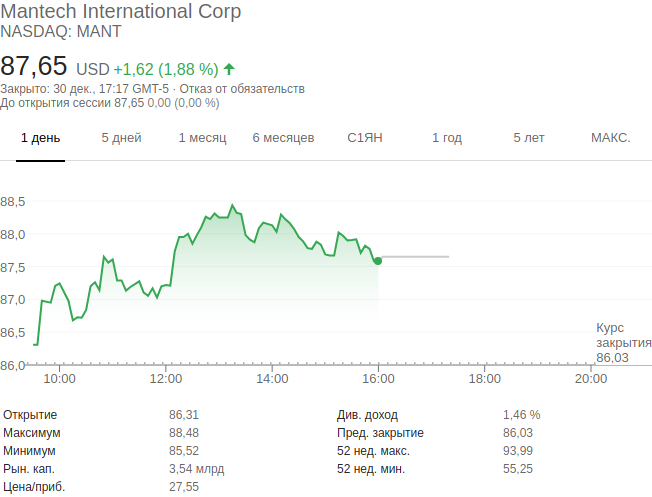 Mantech International Corp
NASDAQ: MANT
87,65 USD +1,62 (1,88 %)
Закрыто: 30 дек., 17:17 GMT-5 · Отказ от обязательств
До открытия сессии 87,65 0,00 (0,00 %)
1 день 5 дней 1 месяц 6 месяцев С1ЯН 1 год 5 лет МАКС.
88,5
88,0
87,5
87,0
86,5
86,0
Курс
закрытия
86,03
10:00 12:00 14:00 16:00 18:00 20:00
Открытие 86,31 Див. доход 1,46 %
Максимум 88,48 Пред. закрытие 86,03
Минимум 85,52 52 нед. макс. 93,99
Рын. кап. 3,54 млрд 52 нед. мин. 55,25
Цена/приб. 27,55